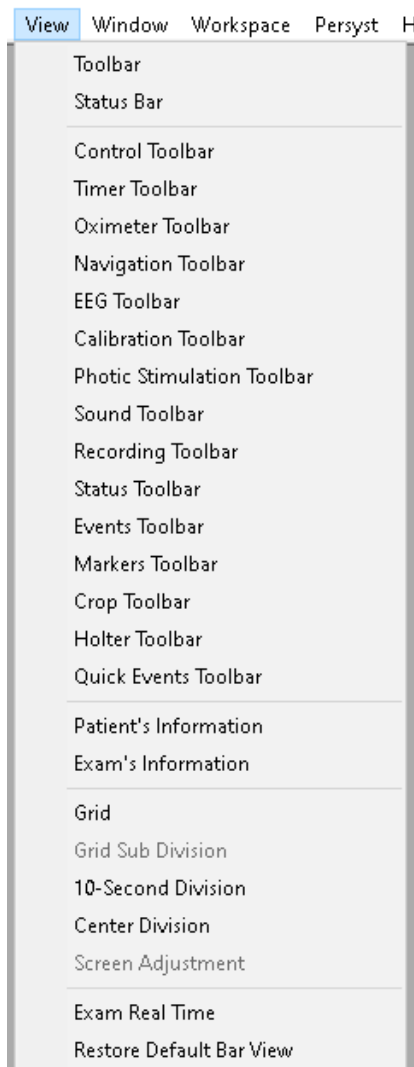 View Window Workspace Persyst H
Toolbar
Status Bar
Control Toolbar
Timer Toolbar
Oximeter Toolbar
Navigation Toolbar
EEG Toolbar
Calibration Toolbar
Photic Stimulation Toolbar
Sound Toolbar
Recording Toolbar
Status Toolbar
Events Toolbar
Markers Toolbar
Crop Toolbar
Holter Toolbar
Quick Events Toolbar
Patient's Information
Exam's Information
Grid
Grid Sub Division
10-Second Division
Center Division
Screen Adjustment
Exam Real Time
Restore Default Bar View